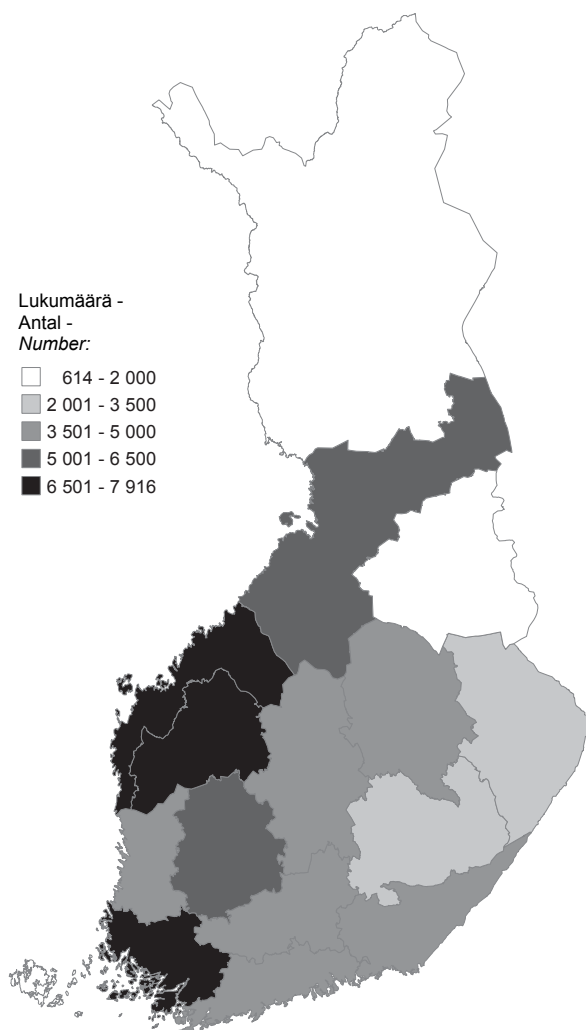 Lukumäärä -
Antal -
Number:
614 - 2 000
2 001 - 3 500
3 501 - 5 000
5 001 - 6 500
6 501 - 7 916